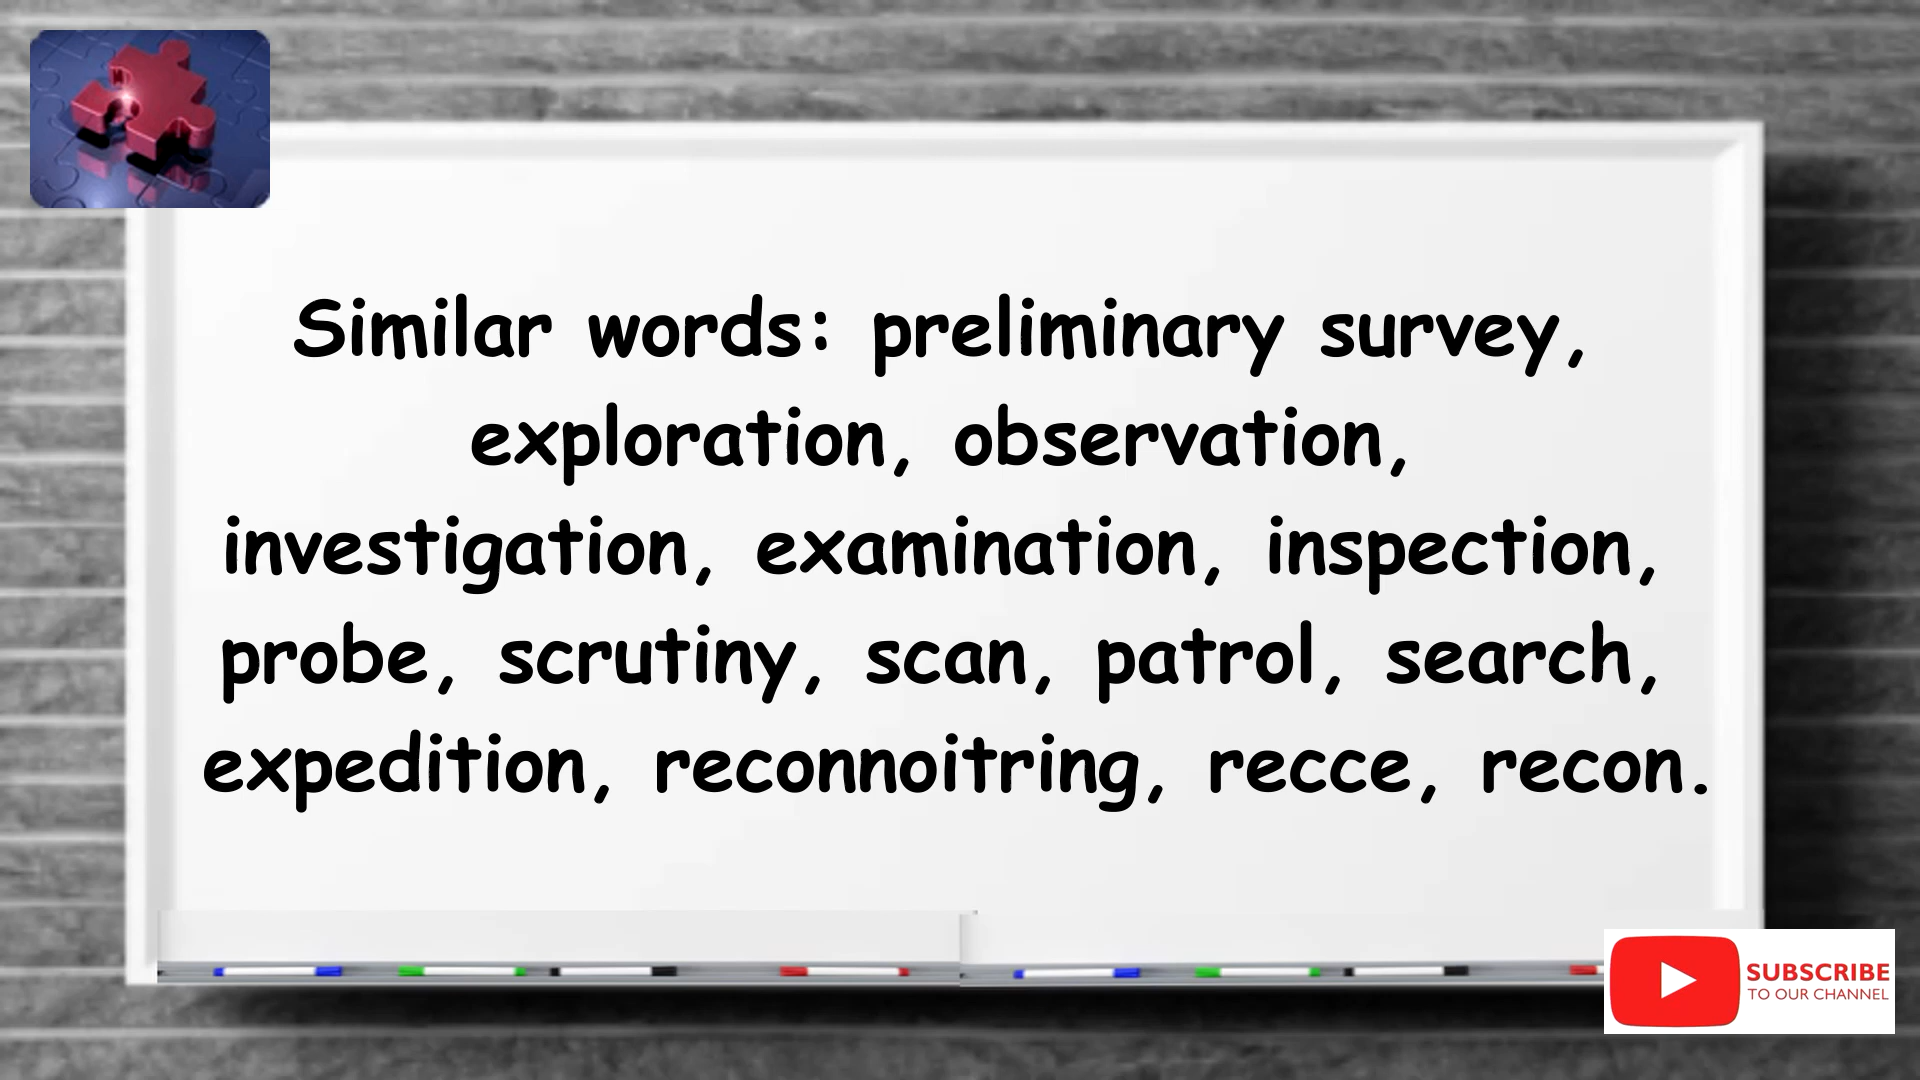 Similar words: preliminary survey,
exploration, observation,
investigation, examination, inspection,
probe, scrutiny, scan, patrol, search,
expedition, reconnoitring, recce, recon.
SUBSCRIBE
TO OUR CHANNEL